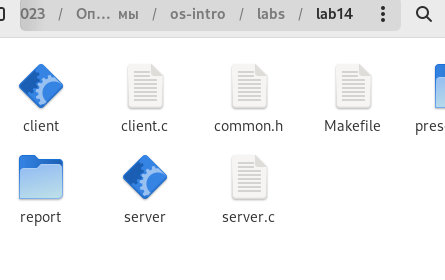 023 / Оп… мы / os-intro / labs / lab14
client client.c common.h Makefile pres
report server server.c